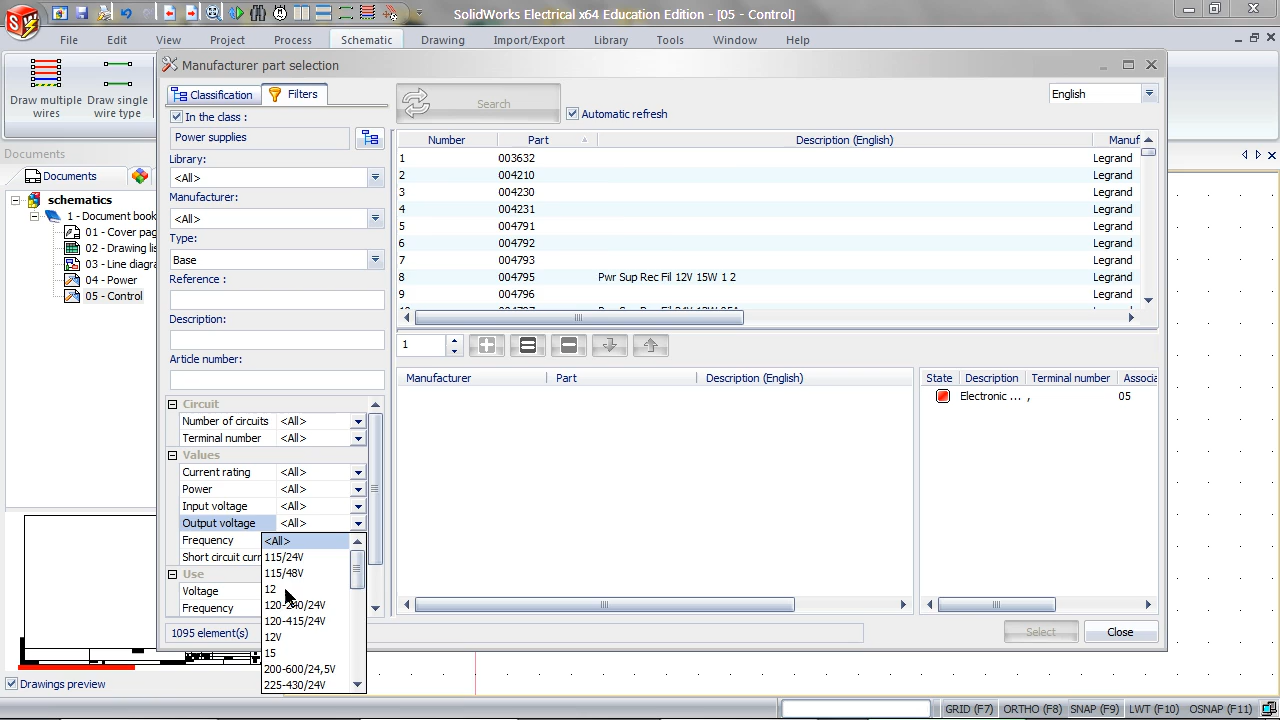 SolidWorks Electrical x64 Education Edition - [05 - Control]
File Edit View Project Process Schematic Drawing Import/Export Library Tools Window Help
Draw multiple wires
Draw single wire type
Documents
Documents
schematics
1 - Document book
01 - Cover pag
02 - Drawing lis
03 - Line diagra
04 - Power
05 - Control
Drawings preview
Manufacturer part selection
Classification Filters
In the class :
Power supplies
Library:
<All>
Manufacturer:
<All>
Type:
Base
Reference :
Description:
Article number:
Circuit
Number of circuits <All>
Terminal number <All>
Values
Current rating <All>
Power <All>
Input voltage <All>
Output voltage <All>
Frequency
Short circuit curr
Use
Voltage
Frequency
<All>
115/24V
115/48V
12
120-240/24V
120-415/24V
12V
15
200-600/24,5V
225-430/24V
1095 element(s)
Search
Automatic refresh
English
Number Part Description (English) Manuf
1 003632 Legrand
2 004210 Legrand
3 004230 Legrand
4 004231 Legrand
5 004791 Legrand
6 004792 Legrand
7 004793 Legrand
8 004795 Pwr Sup Rec Fil 12V 15W 1 2 Legrand
9 004796 Legrand
1
Manufacturer Part Description (English)
State Description Terminal number Associa
Electronic ... , 05
Select Close
GRID (F7) ORTHO (F8) SNAP (F9) LWT (F10) OSNAP (F11)